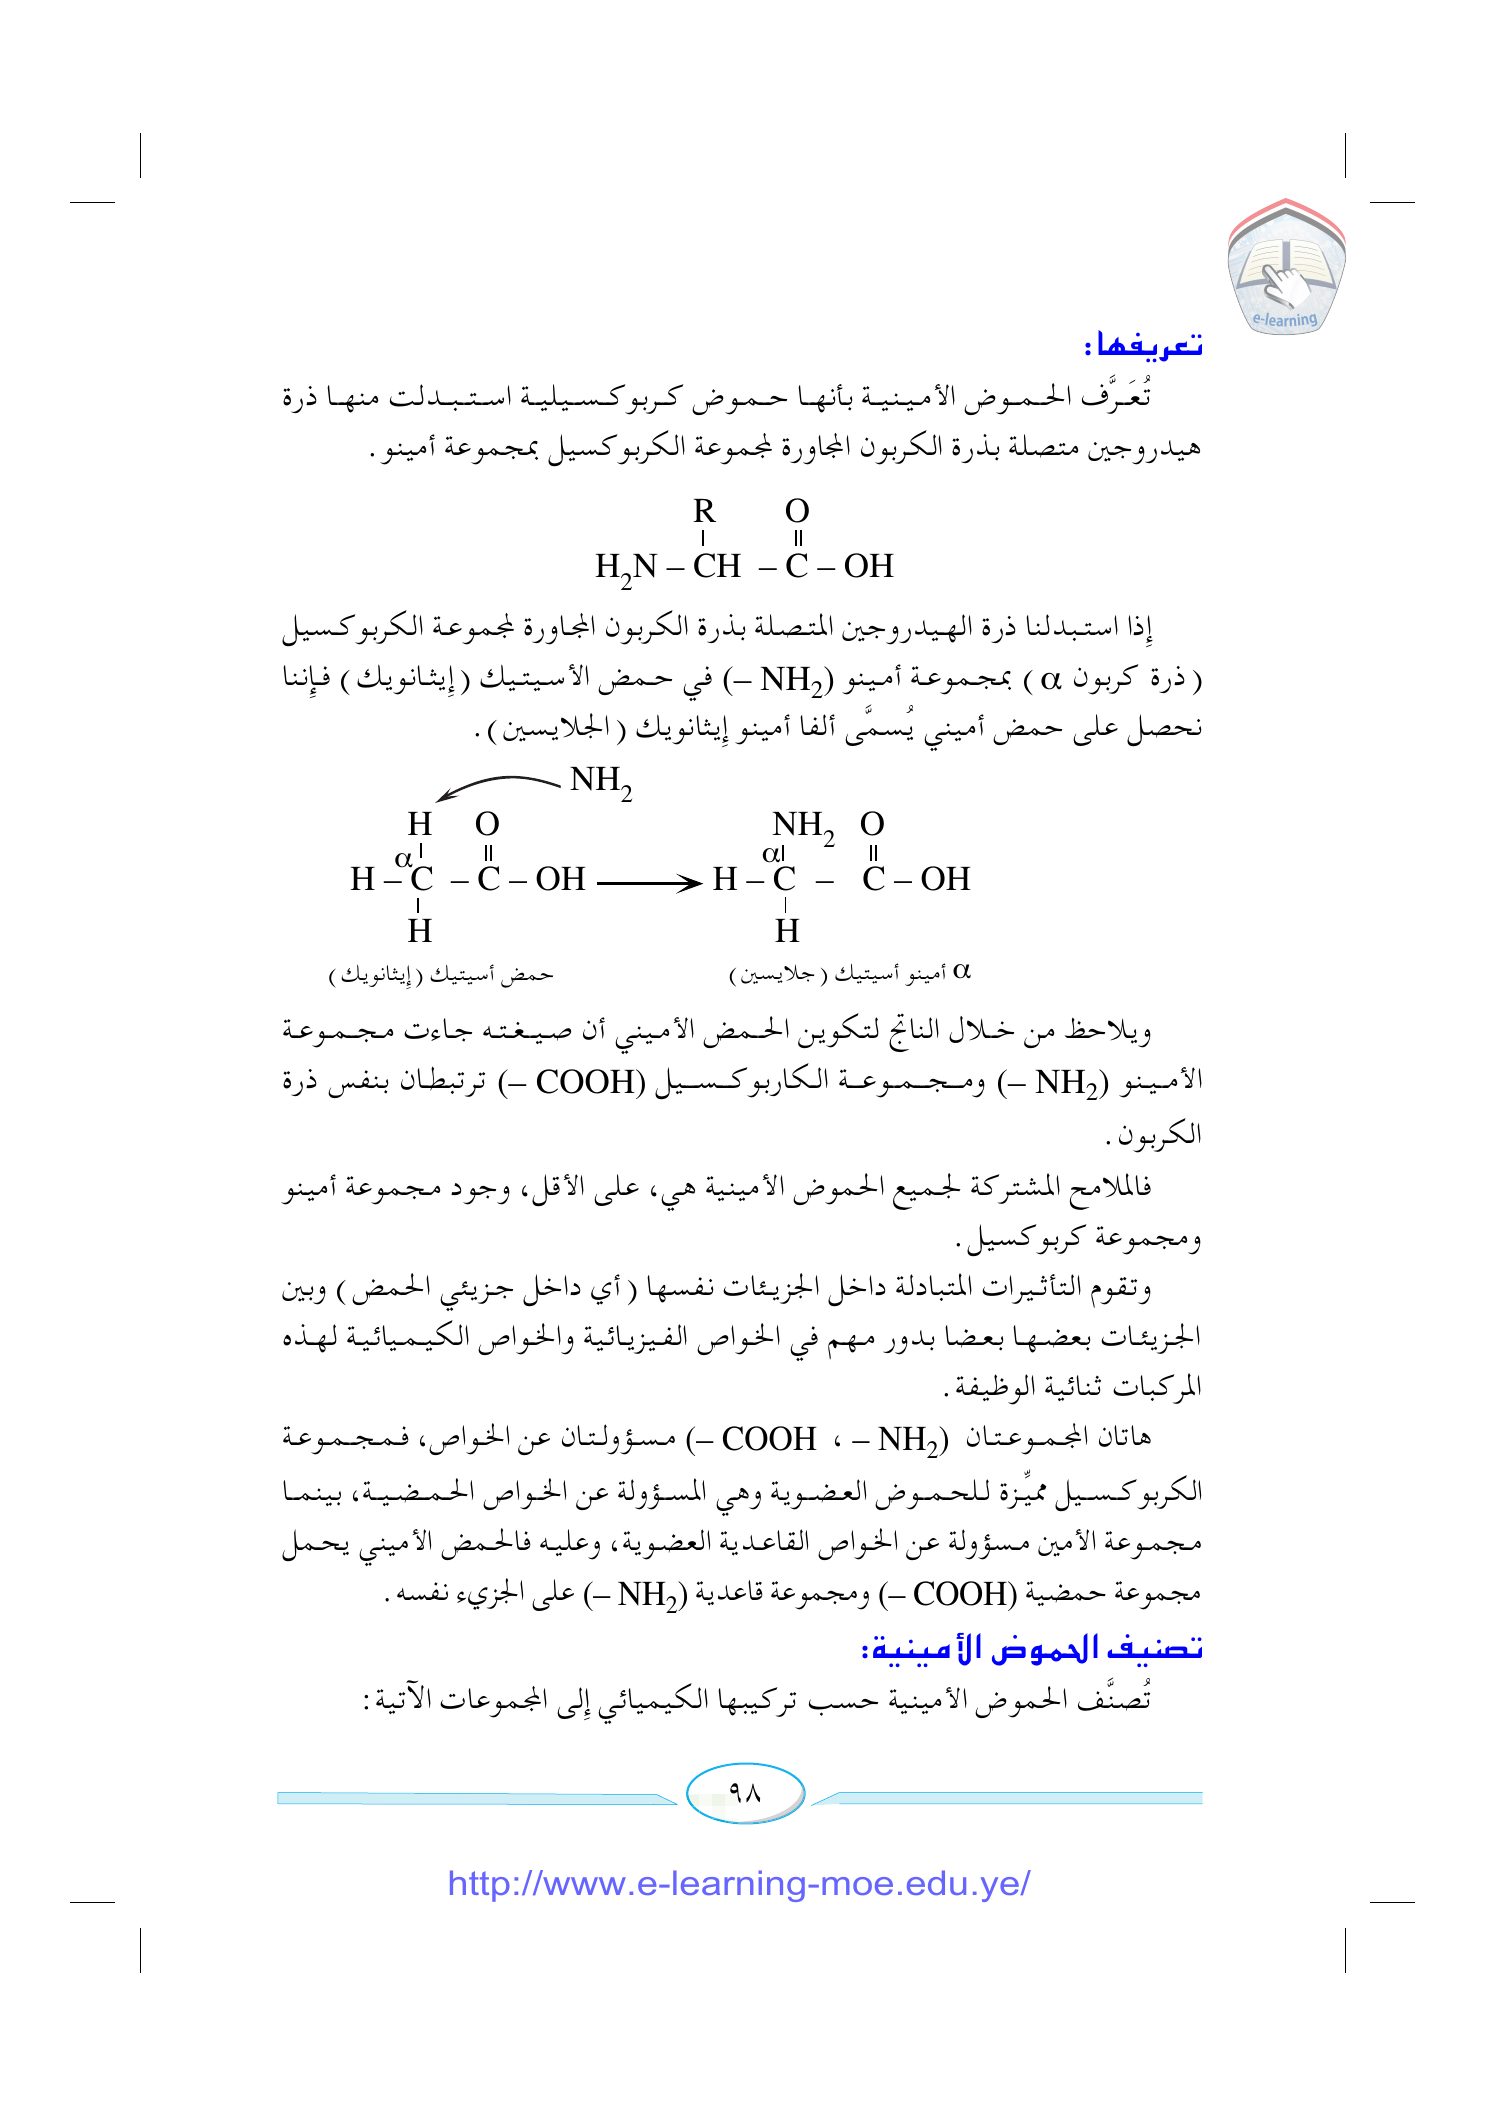 e-learning
تعريفها:
تُعَرَّف الحموض الأمينية بأنها حموض كربوكسيلية استبدلت منها ذرة
هيدروجين متصلة بذرة الكربون المجاورة لمجموعة الكربوكسيل بمجموعة أمينو .
R O
H₂N – CH – C – OH
إِذا استبدلنا ذرة الهيدروجين المتصلة بذرة الكربون المجاورة لمجموعة الكربوكسيل
( ذرة كربون α ) بمجموعة أمينو (– NH₂) في حمض الأسيتيك ( إِيثانويك ) فإِننا
نحصل على حمض أميني يُسمَّى ألفا أمينو إِيثانويك ( الجلايسين ) .
NH₂
H O NH₂ O
α α
H – C – C – OH ⟶ H – C – C – OH
H H
حمض أسيتيك ( إِيثانويك ) α أمينو أسيتيك ( جلايسين )
ويلاحظ من خلال الناتج لتكوين الحمض الأميني أن صيغته جاءت مجموعة
الأمينو (– NH₂) ومجموعة الكاربوكسيل (– COOH) ترتبطان بنفس ذرة
الكربون .
فالملامح المشتركة لجميع الحموض الأمينية هي، على الأقل، وجود مجموعة أمينو
ومجموعة كربوكسيل .
وتقوم التأثيرات المتبادلة داخل الجزيئات نفسها ( أي داخل جزيئي الحمض ) وبين
الجزيئات بعضها بعضا بدور مهم في الخواص الفيزيائية والخواص الكيميائية لهذه
المركبات ثنائية الوظيفة .
هاتان المجموعتان (– COOH ، – NH₂) مسؤولتان عن الخواص، فمجموعة
الكربوكسيل مميِّزة للحموض العضوية وهي المسؤولة عن الخواص الحمضية، بينما
مجموعة الأمين مسؤولة عن الخواص القاعدية العضوية، وعليه فالحمض الأميني يحمل
مجموعة حمضية (– COOH) ومجموعة قاعدية (– NH₂) على الجزيء نفسه .
تصنيف الحموض الأمينية:
تُصنَّف الحموض الأمينية حسب تركيبها الكيميائي إِلى المجموعات الآتية :
٩٨
http://www.e-learning-moe.edu.ye/